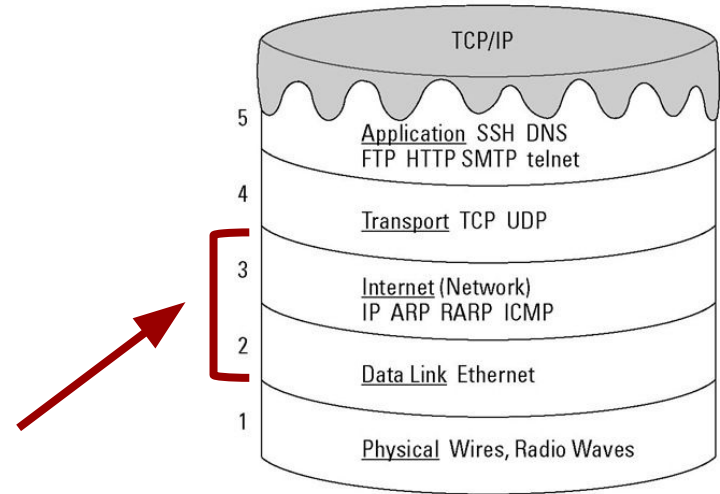 TCP/IP
5
Application SSH DNS
FTP HTTP SMTP telnet
4
Transport TCP UDP
3
Internet (Network)
IP ARP RARP ICMP
2
Data Link Ethernet
1
Physical Wires, Radio Waves